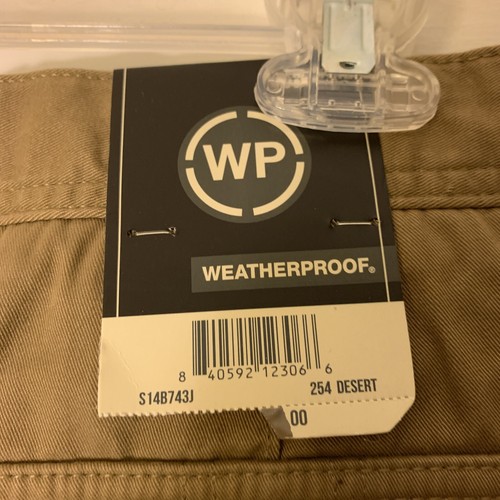 WP
WEATHERPROOF®
8 40592 12306 6
S14B743J 254 DESERT
00